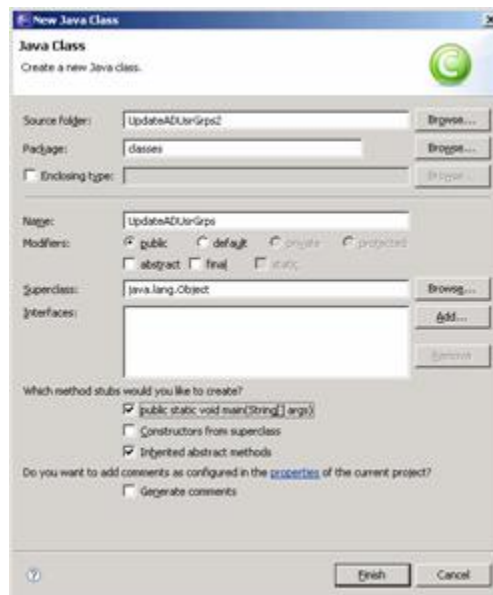 New Java Class
Java Class
Create a new Java class.
Source folder: UpdateADUsrGrps2 Browse...
Package: classes Browse...
Enclosing type: Browse...
Name: UpdateADUsrGrps
Modifiers: public default private protected
abstract final static
Superclass: java.lang.Object Browse...
Interfaces: Add...
Remove
Which method stubs would you like to create?
public static void main(String[] args)
Constructors from superclass
Inherited abstract methods
Do you want to add comments as configured in the properties of the current project?
Generate comments
? Finish Cancel